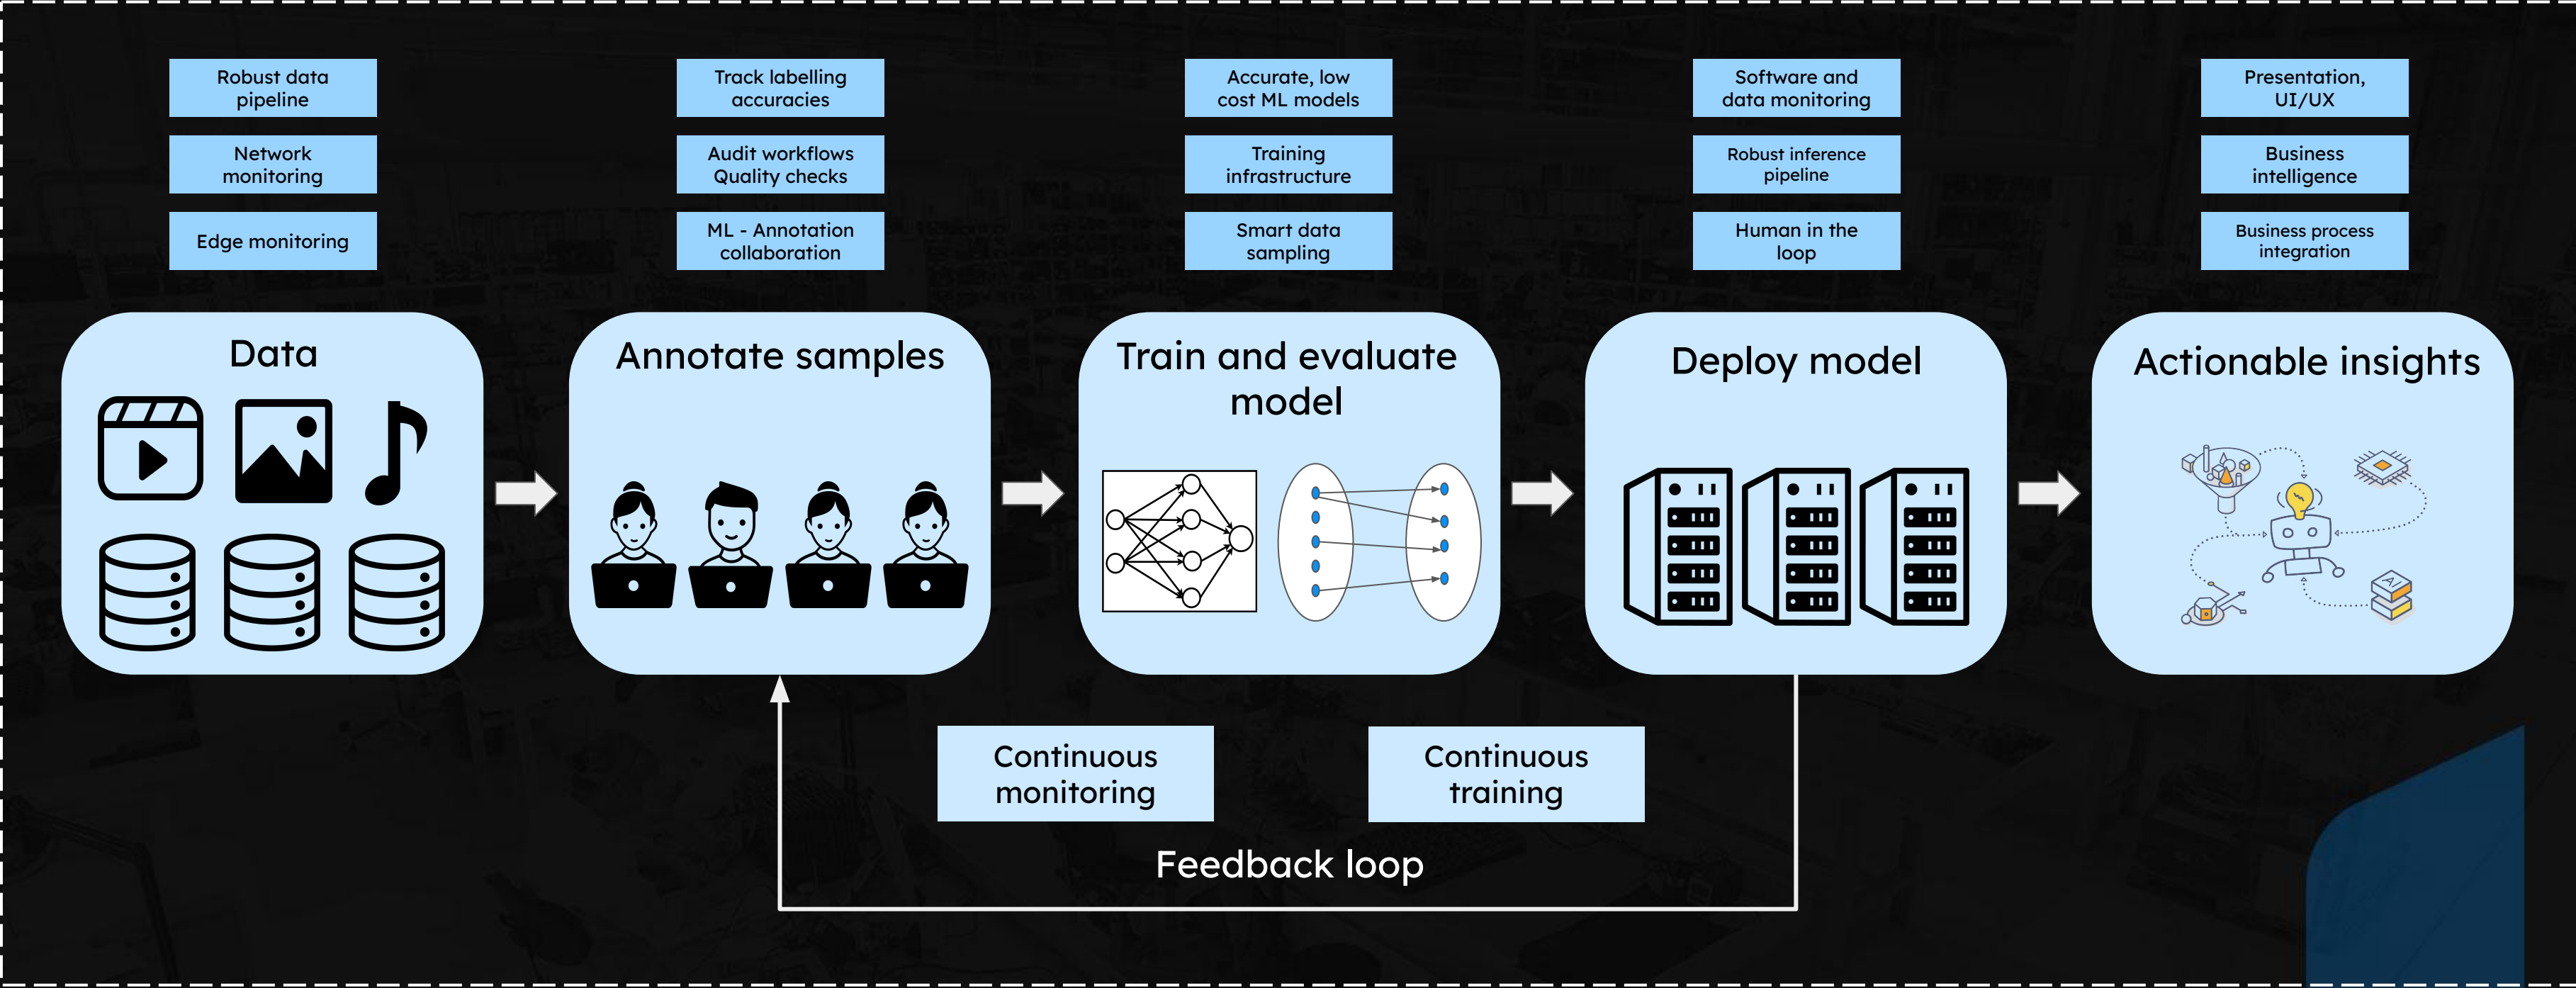 Robust data
pipeline
Network
monitoring
Edge monitoring
Track labelling
accuracies
Audit workflows
Quality checks
ML - Annotation
collaboration
Accurate, low
cost ML models
Training
infrastructure
Smart data
sampling
Software and
data monitoring
Robust inference
pipeline
Human in the
loop
Presentation,
UI/UX
Business
intelligence
Business process
integration
Data
Annotate samples
Train and evaluate
model
Deploy model
Actionable insights
AI
Continuous
monitoring
Continuous
training
Feedback loop